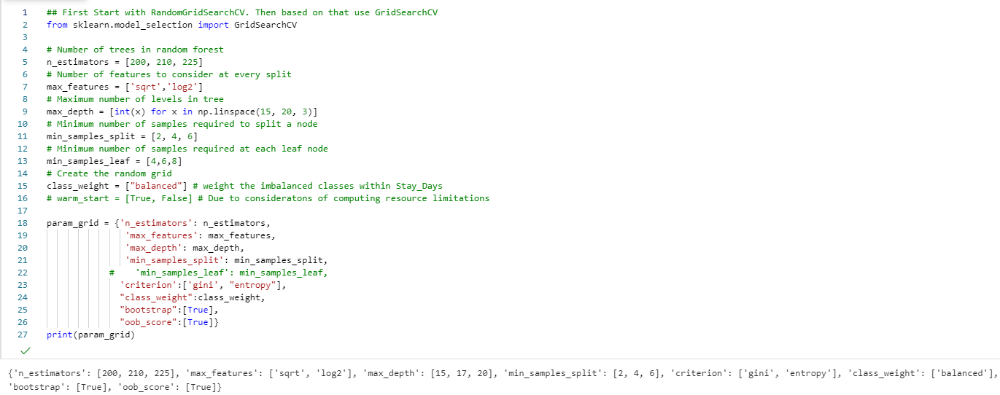 1 ## First Start with RandomGridSearchCV. Then based on that use GridSearchCV
2 from sklearn.model_selection import GridSearchCV
3
4 # Number of trees in random forest
5 n_estimators = [200, 210, 225]
6 # Number of features to consider at every split
7 max_features = ['sqrt','log2']
8 # Maximum number of levels in tree
9 max_depth = [int(x) for x in np.linspace(15, 20, 3)]
10 # Minimum number of samples required to split a node
11 min_samples_split = [2, 4, 6]
12 # Minimum number of samples required at each leaf node
13 min_samples_leaf = [4,6,8]
14 # Create the random grid
15 class_weight = ["balanced"] # weight the imbalanced classes within Stay_Days
16 # warm_start = [True, False] # Due to consideratons of computing resource limitations
17
18 param_grid = {'n_estimators': n_estimators,
19 'max_features': max_features,
20 'max_depth': max_depth,
21 'min_samples_split': min_samples_split,
22 #    'min_samples_leaf': min_samples_leaf,
23 'criterion':['gini', "entropy"],
24 "class_weight":class_weight,
25 "bootstrap":[True],
26 "oob_score":[True]}
27 print(param_grid)
{'n_estimators': [200, 210, 225], 'max_features': ['sqrt', 'log2'], 'max_depth': [15, 17, 20], 'min_samples_split': [2, 4, 6], 'criterion': ['gini', 'entropy'], 'class_weight': ['balanced'],
'bootstrap': [True], 'oob_score': [True]}